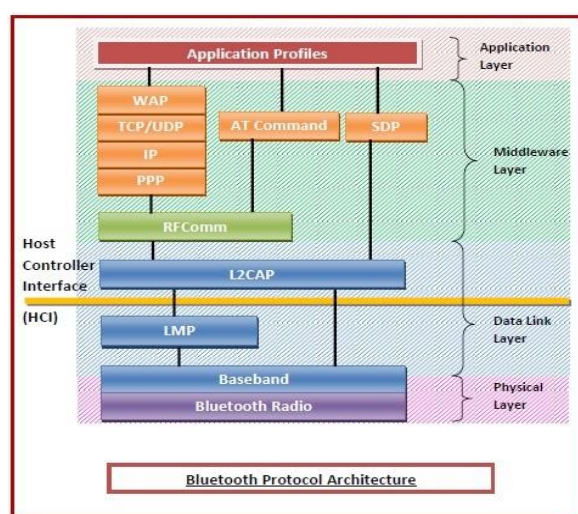 Application Profiles
Application
Layer
WAP
TCP/UDP
AT Command
SDP
IP
PPP
Middleware
Layer
RFComm
Host
Controller
Interface
(HCI)
L2CAP
LMP
Data Link
Layer
Baseband
Bluetooth Radio
Physical
Layer
Bluetooth Protocol Architecture